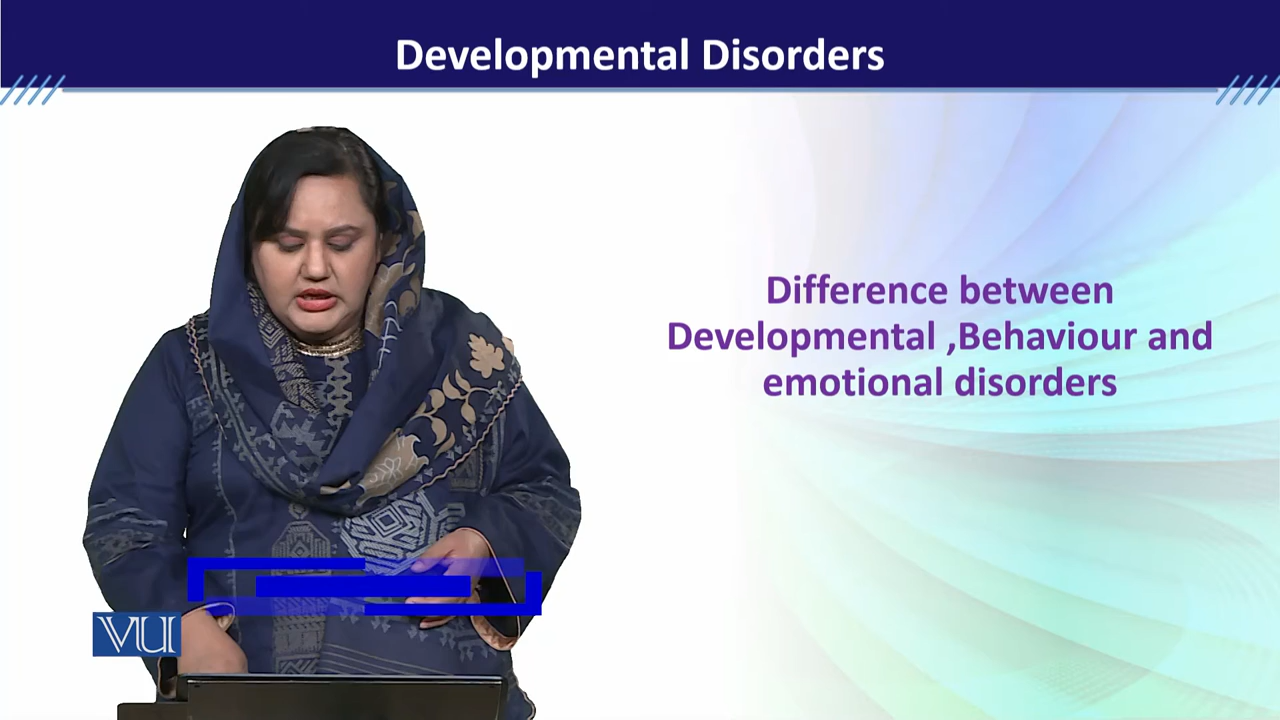 Developmental Disorders
Difference between
Developmental ,Behaviour and
emotional disorders
VU